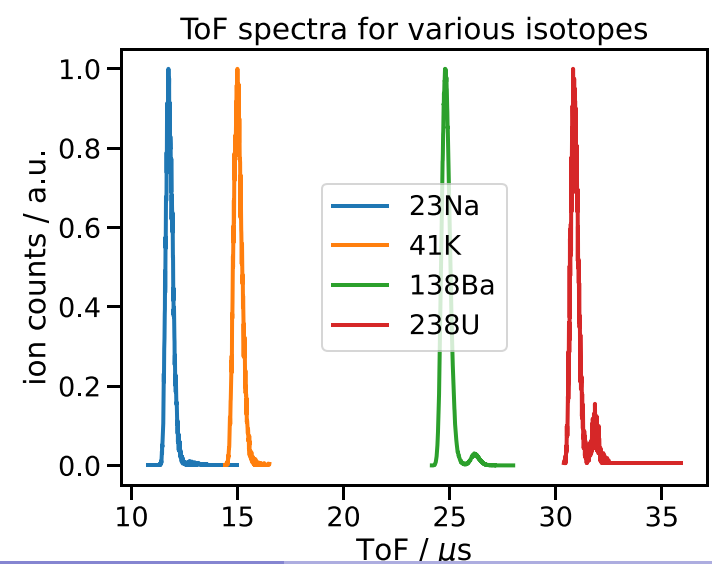 ToF spectra for various isotopes
ion counts / a.u.
1.0
0.8
0.6
0.4
0.2
0.0
23Na
41K
138Ba
238U
10 15 20 25 30 35
ToF / μs